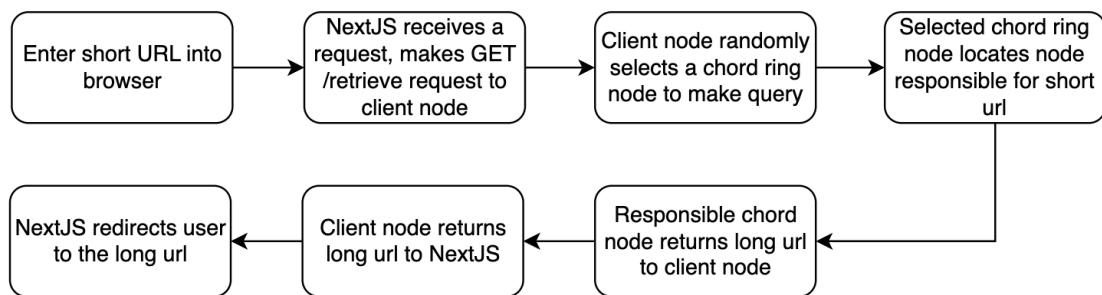 Enter short URL into
browser
NextJS receives a
request, makes GET
/retrieve request to
client node
Client node randomly
selects a chord ring
node to make query
Selected chord ring
node locates node
responsible for short
url
NextJS redirects user
to the long url
Client node returns
long url to NextJS
Responsible chord
node returns long url
to client node